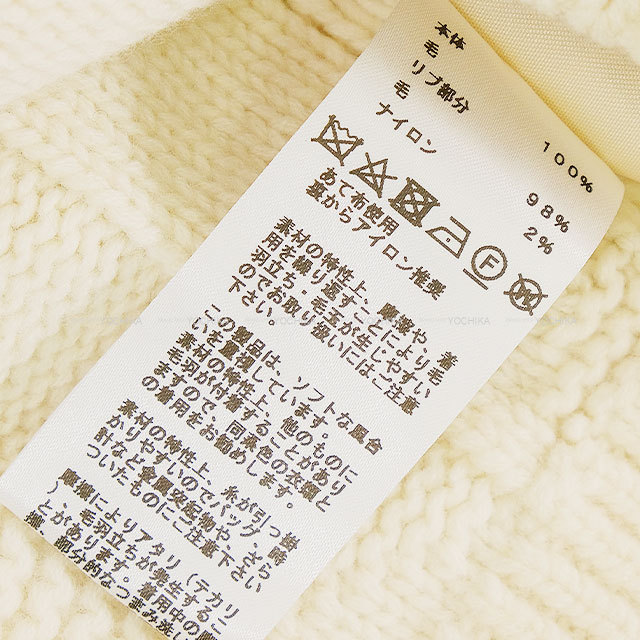 本体
毛 100%
リブ部分
毛 98%
ナイロン 2%
F
あて布使用
裏からアイロン推奨
素材の特性上、摩擦や、着
用を繰り返すことにより毛
羽立ち・毛玉が生じやすい
のでお取り扱いにはご注意
下さい。
この製品は、ソフトな風合
いを重視しています。
素材の特性上、他のものに
毛羽が付着することがあり
ますので、同系色の衣類と
の着用をお勧めします。
素材の特性上、糸が引っ掛
かりやすいのでバッグ、時
計など金属装飾物や、とら
ついたものにご注意下さい
摩擦によりアタリ(テカリ
)・毛羽立ちが発生するこ
とがあります。着用中の摩
擦、部分的なつまみ洗い
YOCHIKA
YOCHIKA
YOCHIKA